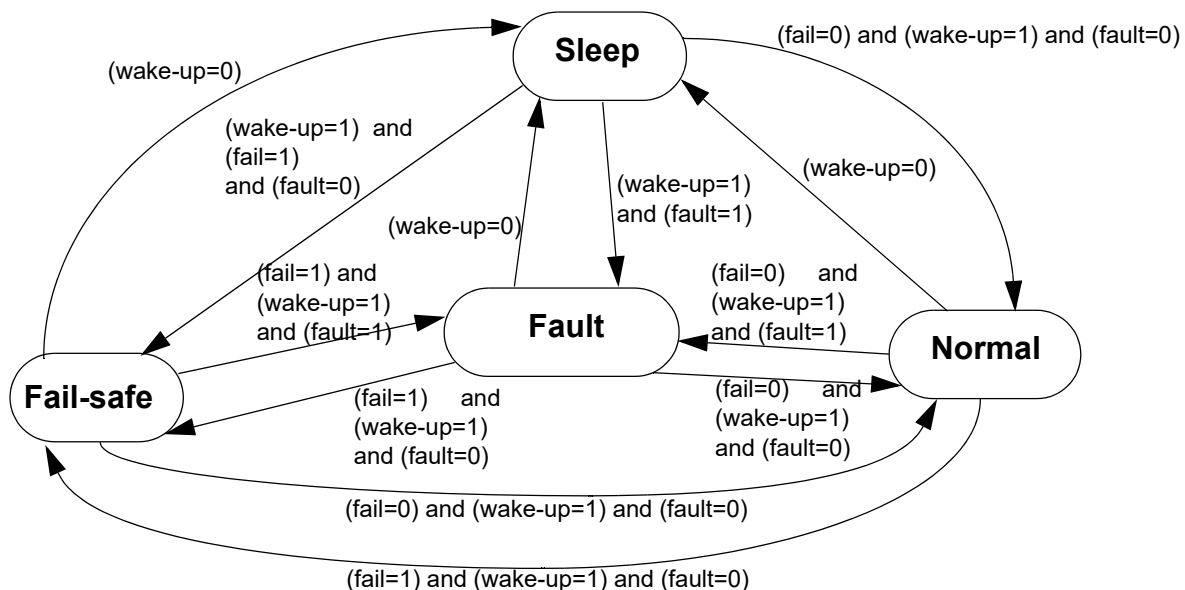 Sleep
(fail=0) and (wake-up=1) and (fault=0)
(wake-up=0)
(wake-up=1) and
(fail=1)
and (fault=0)
(wake-up=0)
(wake-up=1)
and (fault=1)
(wake-up=0)
(fail=1) and
(wake-up=1)
and (fault=1)
Fault
(fail=0) and
(wake-up=1)
and (fault=1)
Normal
Fail-safe
(fail=1) and
(wake-up=1)
and (fault=0)
(fail=0) and
(wake-up=1)
and (fault=0)
(fail=0) and (wake-up=1) and (fault=0)
(fail=1) and (wake-up=1) and (fault=0)